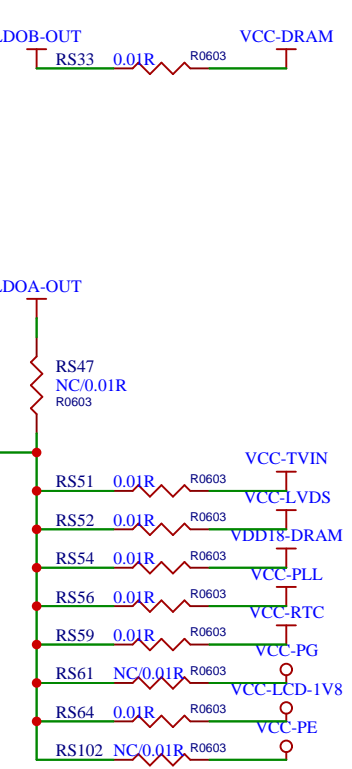 LDOB-OUT VCC-DRAM
RS33 0.01R R0603
LDOA-OUT
RS47
NC/0.01R
R0603
VCC-TVIN
RS51 0.01R R0603
VCC-LVDS
RS52 0.01R R0603
VDD18-DRAM
RS54 0.01R R0603
VCC-PLL
RS56 0.01R R0603
VCC-RTC
RS59 0.01R R0603
VCC-PG
RS61 NC/0.01R R0603
VCC-LCD-1V8
RS64 0.01R R0603
VCC-PE
RS102 NC/0.01R R0603